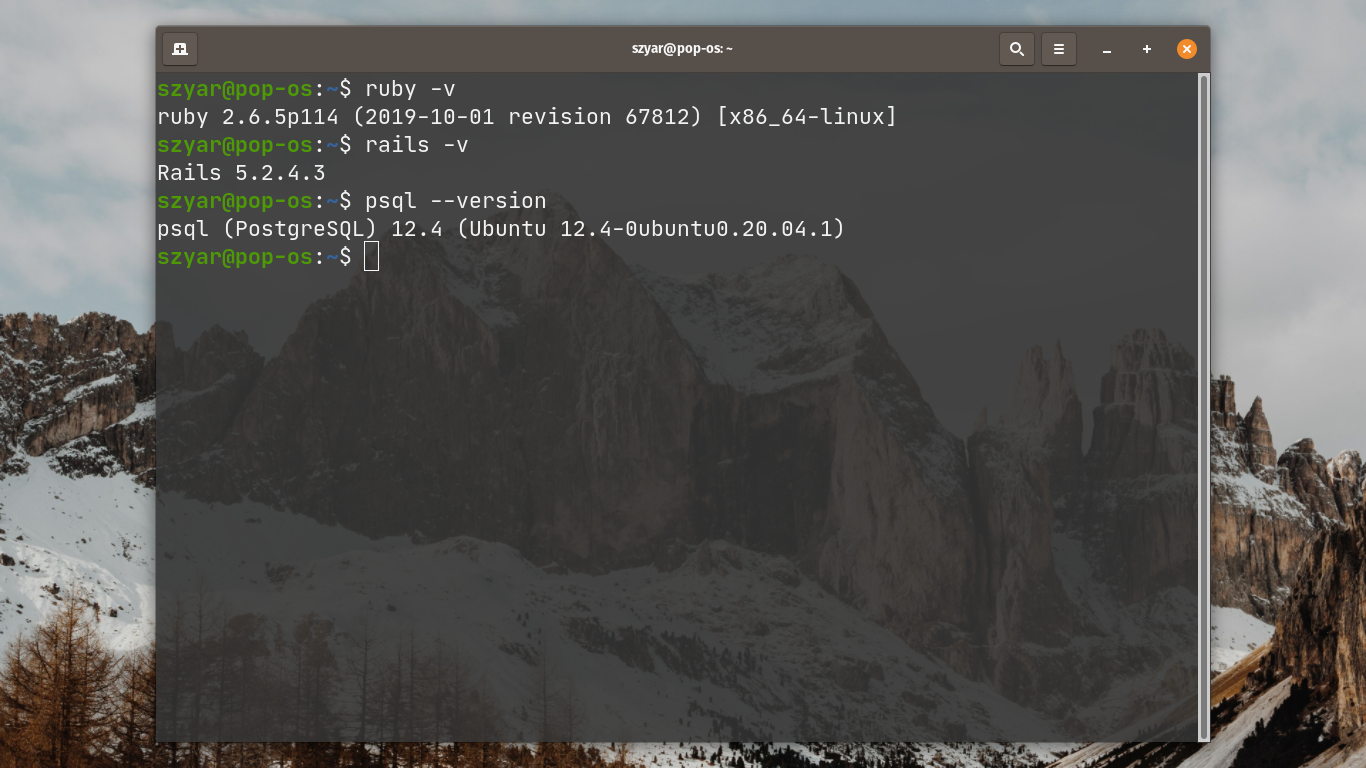 szyar@pop-os: ~
szyar@pop-os:~$ ruby -v
ruby 2.6.5p114 (2019-10-01 revision 67812) [x86_64-linux]
szyar@pop-os:~$ rails -v
Rails 5.2.4.3
szyar@pop-os:~$ psql --version
psql (PostgreSQL) 12.4 (Ubuntu 12.4-0ubuntu0.20.04.1)
szyar@pop-os:~$